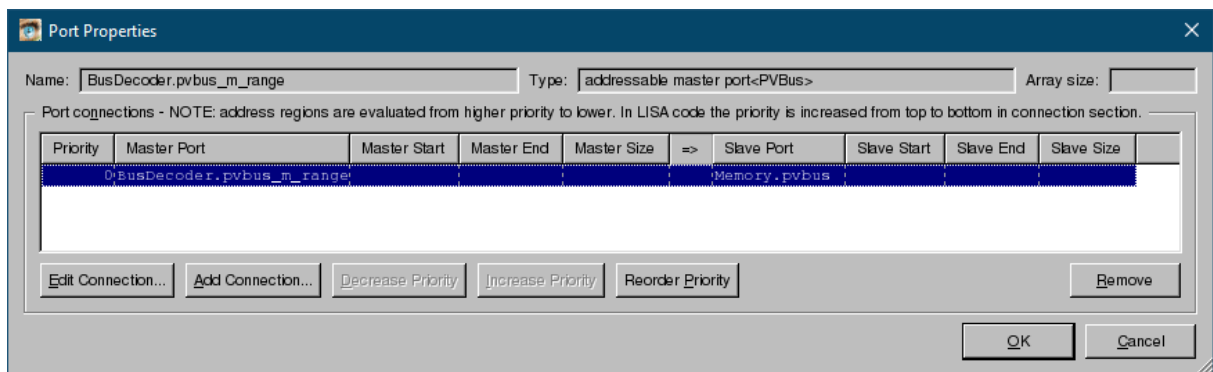 Port Properties
Name: BusDecoder.pvbus_m_range Type: addressable master port<PVBus> Array size:
Port connections - NOTE: address regions are evaluated from higher priority to lower. In LISA code the priority is increased from top to bottom in connection section.
Priority Master Port Master Start Master End Master Size => Slave Port Slave Start Slave End Slave Size
0 BusDecoder.pvbus_m_range Memory.pvbus
Edit Connection... Add Connection... Decrease Priority Increase Priority Reorder Priority Remove
OK Cancel